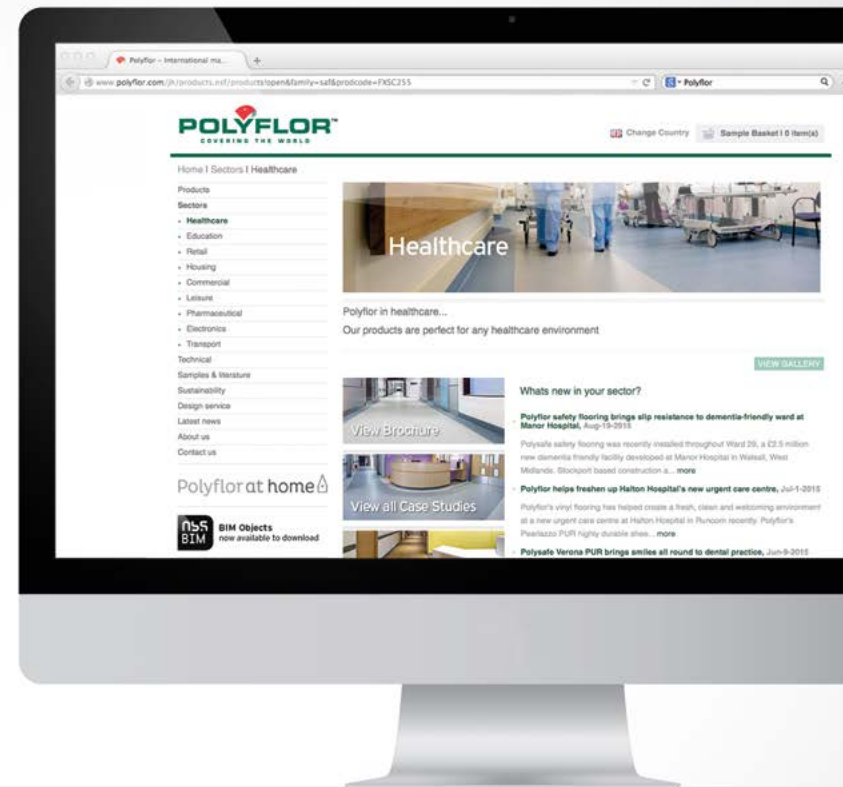 Polyflor – International ma...
www.polyflor.com/jh/products.nsf/products/open&family=saf&prodcode=FXSC255
Polyflor
POLYFLOR™
COVERING THE WORLD
Change Country
Sample Basket I 0 item(s)
Home I Sectors I Healthcare
Products
Sectors
Healthcare
Education
Retail
Housing
Commercial
Leisure
Pharmaceutical
Electronics
Transport
Technical
Samples & literature
Sustainability
Design service
Latest news
About us
Contact us
Polyflor at home
nbs
BIM
BIM Objects
now available to download
Healthcare
Polyflor in healthcare...
Our products are perfect for any healthcare environment
VIEW GALLERY
View Brochure
View all Case Studies
Whats new in your sector?
Polyflor safety flooring brings slip resistance to dementia-friendly ward at
Manor Hospital, Aug-19-2015
Polysafe safety flooring was recently installed throughout Ward 29, a £2.5 million
new dementia friendly facility developed at Manor Hospital in Walsall, West
Midlands. Stockport based construction a... more
Polyflor helps freshen up Halton Hospital's new urgent care centre, Jul-1-2015
Polyflor's vinyl flooring has helped create a fresh, clean and welcoming environment
at a new urgent care centre at Halton Hospital in Runcorn recently. Polyflor's
Pearlazzo PUR highly durable shee... more
Polysafe Verona PUR brings smiles all round to dental practice, Jun-9-2015